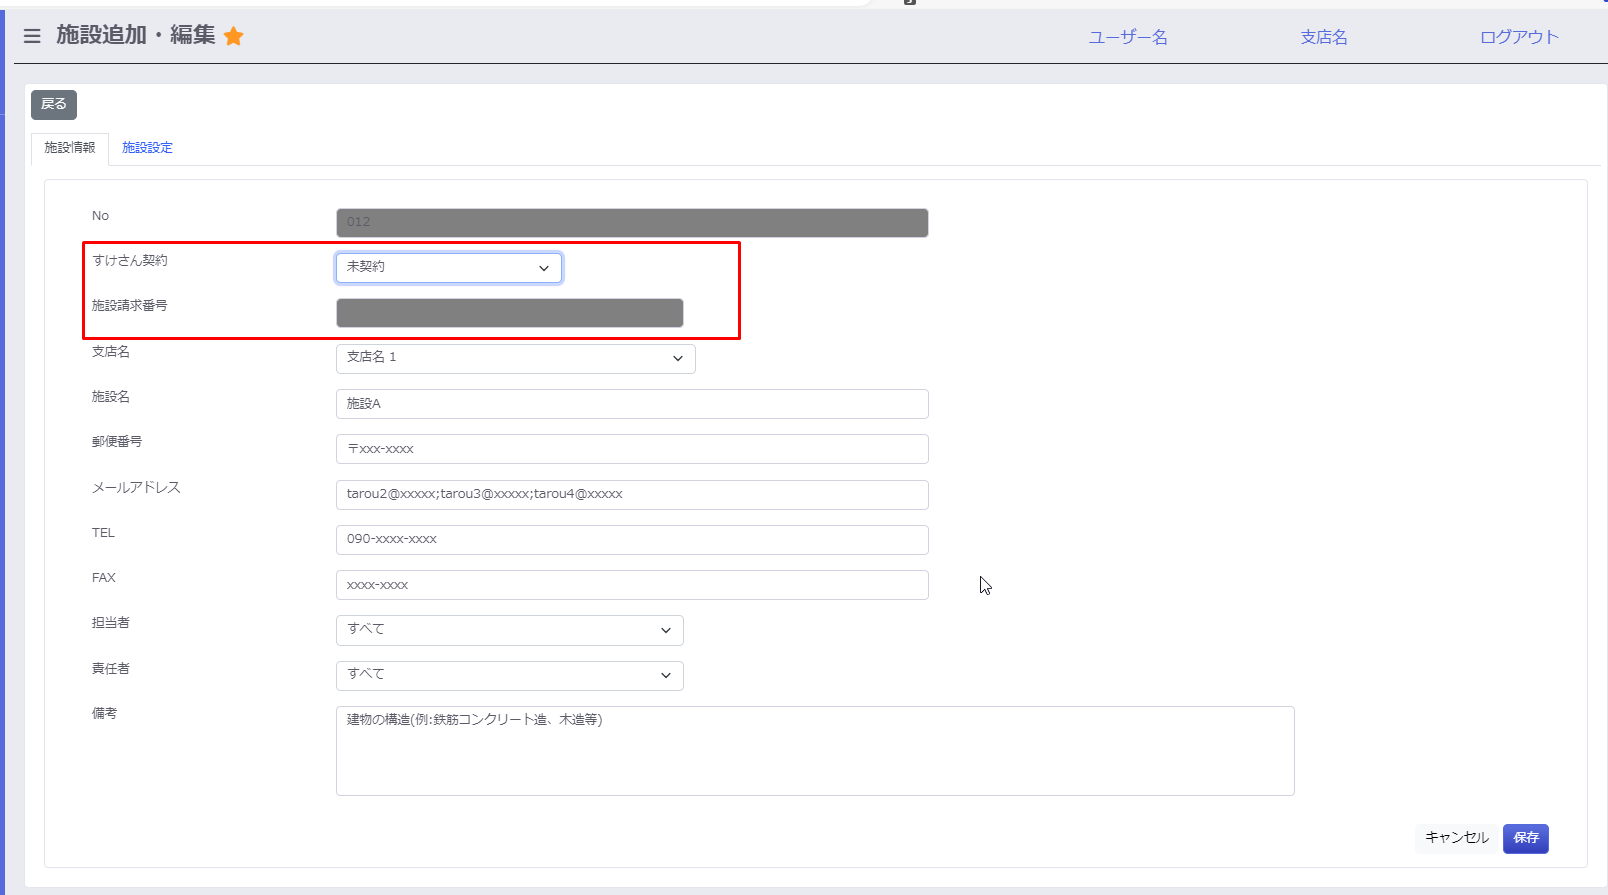 施設追加・編集
ユーザー名
支店名
ログアウト
戻る
施設情報
施設設定
No
012
すけさん契約
未契約
施設請求番号
支店名
支店名 1
施設名
施設A
郵便番号
〒xxx-xxxx
メールアドレス
tarou2@xxxxx;tarou3@xxxxx;tarou4@xxxxx
TEL
090-xxxx-xxxx
FAX
xxxx-xxxx
担当者
すべて
責任者
すべて
備考
建物の構造(例:鉄筋コンクリート造、木造等)
キャンセル
保存